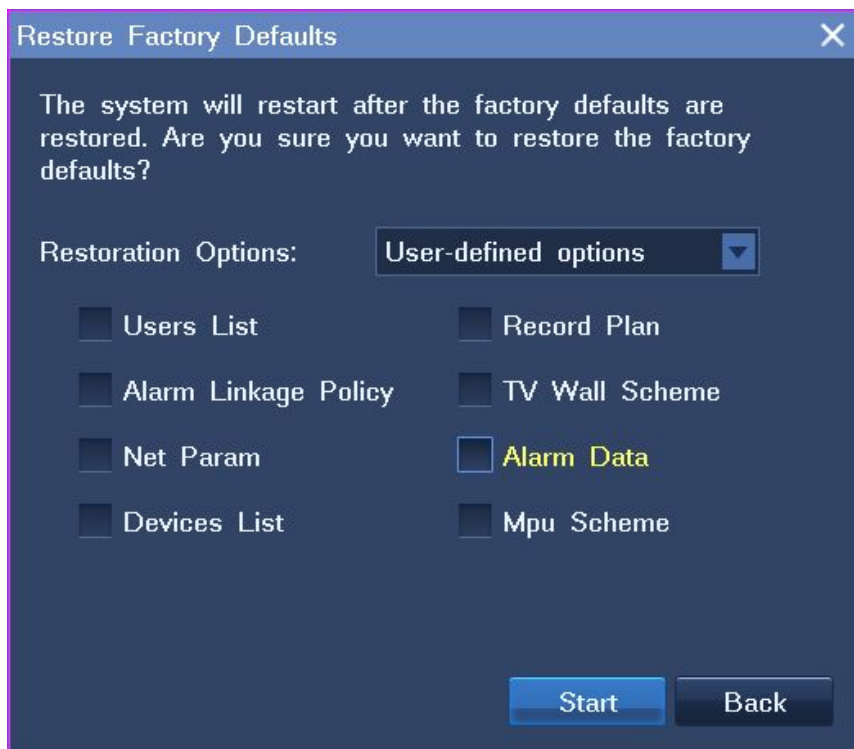 Restore Factory Defaults
The system will restart after the factory defaults are
restored. Are you sure you want to restore the factory
defaults?
Restoration Options: User-defined options
Users List Record Plan
Alarm Linkage Policy TV Wall Scheme
Net Param Alarm Data
Devices List Mpu Scheme
Start Back